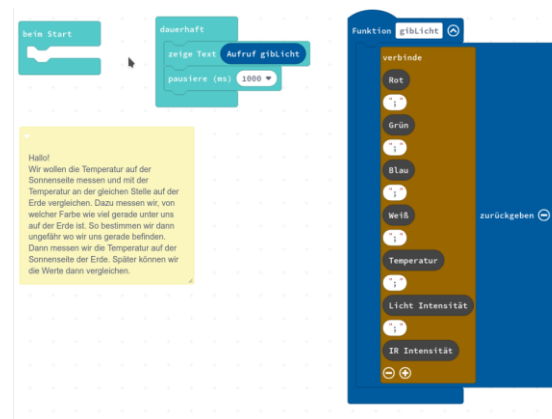 beim Start
dauerhaft
zeige Text Aufruf gibLicht
pausiere (ms) 1000
Hallo!
Wir wollen die Temperatur auf der
Sonnenseite messen und mit der
Temperatur an der gleichen Stelle auf der
Erde vergleichen. Dazu messen wir, von
welcher Farbe wie viel gerade unter uns
auf der Erde ist. So bestimmen wir dann
ungefähr wo wir uns gerade befinden.
Dann messen wir die Temperatur auf der
Sonnenseite der Erde. Später können wir
die Werte dann vergleichen.
Funktion gibLicht
verbinde
Rot
";"
Grün
";"
Blau
";"
Weiß
zurückgeben
";"
Temperatur
";"
Licht Intensität
";"
IR Intensität